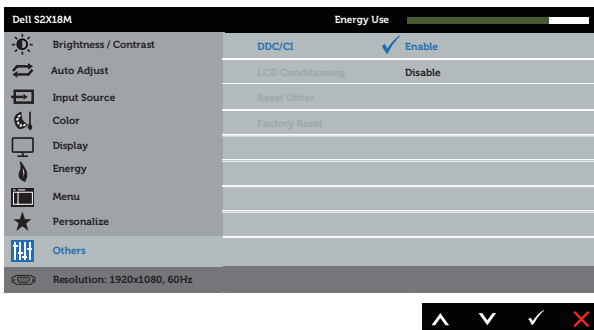 Dell S2X18M Energy Use
Brightness / Contrast DDC/CI Enable
Auto Adjust LCD Conditioning Disable
Input Source Reset Other
Color Factory Reset
Display
Energy
Menu
Personalize
Others
Resolution: 1920x1080, 60Hz